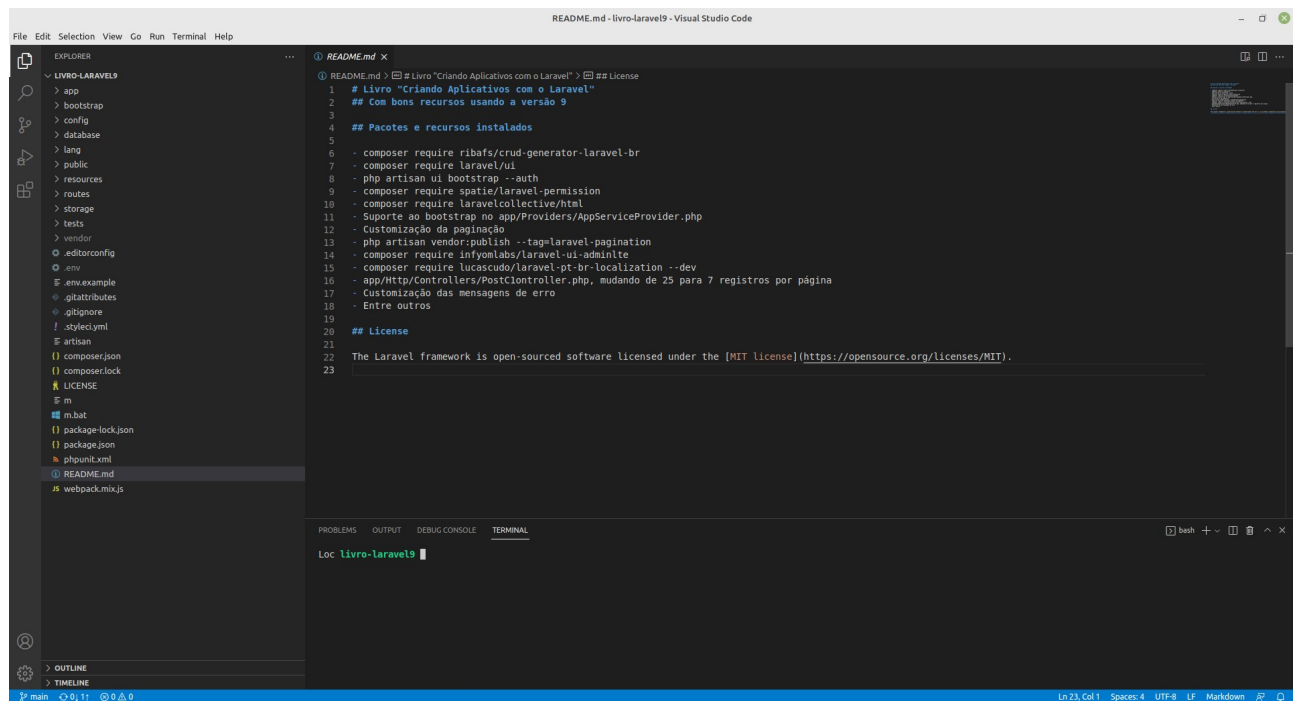 README.md - livro-laravel9 - Visual Studio Code
File Edit Selection View Go Run Terminal Help
EXPLORER
LIVRO-LARAVEL9
app
bootstrap
config
database
lang
public
resources
routes
storage
tests
vendor
.editorconfig
.env
.env.example
.gitattributes
.gitignore
.styleci.yml
artisan
composer.json
composer.lock
LICENSE
m
m.bat
package-lock.json
package.json
phpunit.xml
README.md
webpack.mix.js
OUTLINE
TIMELINE
README.md
README.md > # Livro "Criando Aplicativos com o Laravel" > ## License
1 # Livro "Criando Aplicativos com o Laravel"
2 ## Com bons recursos usando a versão 9
3
4 ## Pacotes e recursos instalados
5
6 - composer require ribafs/crud-generator-laravel-br
7 - composer require laravel/ui
8 - php artisan ui bootstrap --auth
9 - composer require spatie/laravel-permission
10 - composer require laravelcollective/html
11 - Suporte ao bootstrap no app/Providers/AppServiceProvider.php
12 - Customização da paginação
13 - php artisan vendor:publish --tag=laravel-pagination
14 - composer require infyomlabs/laravel-ui-adminlte
15 - composer require lucascudo/laravel-pt-br-localization --dev
16 - app/Http/Controllers/PostC1ontroller.php, mudando de 25 para 7 registros por página
17 - Customização das mensagens de erro
18 - Entre outros
19
20 ## License
21
22 The Laravel framework is open-sourced software licensed under the [MIT license](https://opensource.org/licenses/MIT).
23
PROBLEMS OUTPUT DEBUG CONSOLE TERMINAL
bash
Loc livro-laravel9
main 0↓ 1↑ 0 0
Ln 23, Col 1 Spaces: 4 UTF-8 LF Markdown